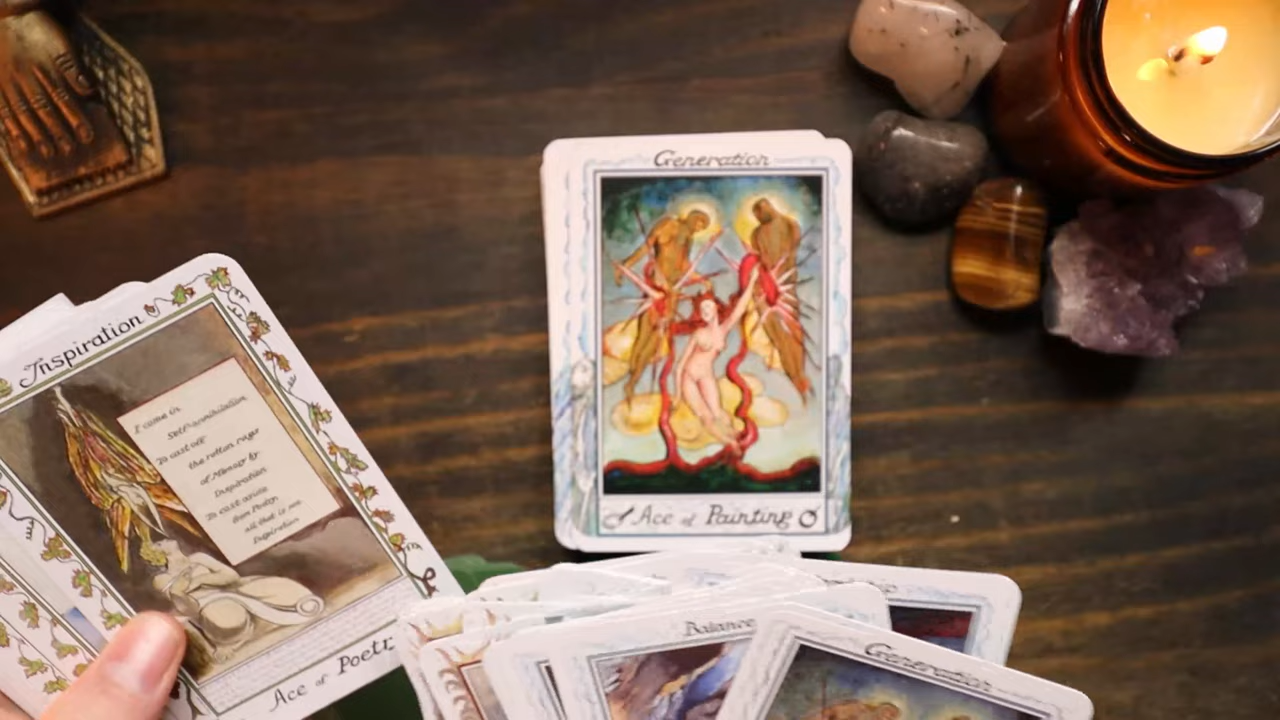 Generation
Ace of Painting
Inspiration
I come in
Self-annihilation
To cast off
the rotten rags
of Memory by
Inspiration
To cast aside
from Poetry,
all that is not
Inspiration
Ace of Poetr
Balance
Generation